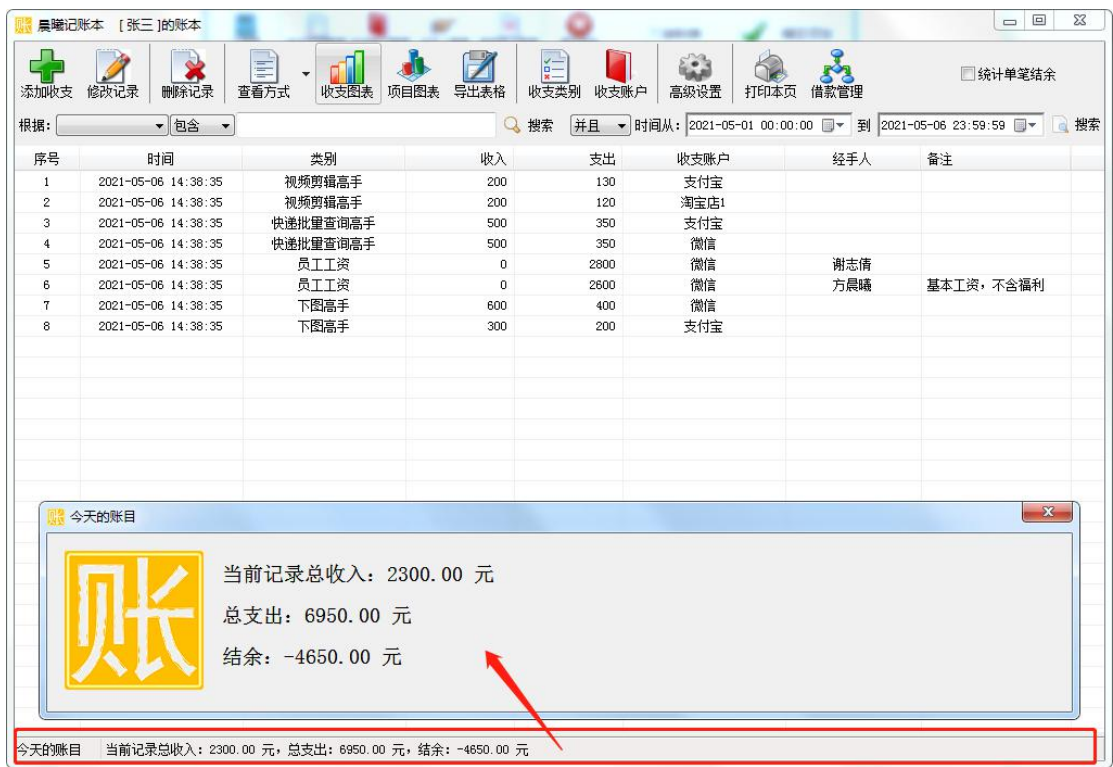 晨曦记账本 [张三]的账本
添加收支 修改记录 删除记录 查看方式 收支图表 项目图表 导出表格 收支类别 收支账户 高级设置 打印本页 借款管理 统计单笔结余
根据: 包含 搜索 并且 时间从: 2021-05-01 00:00:00 到 2021-05-06 23:59:59 搜索
序号 时间 类别 收入 支出 收支账户 经手人 备注
1 2021-05-06 14:38:35 视频剪辑高手 200 130 支付宝
2 2021-05-06 14:38:35 视频剪辑高手 200 120 淘宝店1
3 2021-05-06 14:38:35 快递批量查询高手 500 350 支付宝
4 2021-05-06 14:38:35 快递批量查询高手 500 350 微信
5 2021-05-06 14:38:35 员工工资 0 2800 微信 谢志倩
6 2021-05-06 14:38:35 员工工资 0 2600 微信 方晨曦 基本工资，不含福利
7 2021-05-06 14:38:35 下图高手 600 400 微信
8 2021-05-06 14:38:35 下图高手 300 200 支付宝
账 今天的账目
账
当前记录总收入：2300.00 元
总支出：6950.00 元
结余：-4650.00 元
今天的账目 当前记录总收入：2300.00 元，总支出：6950.00 元，结余：-4650.00 元